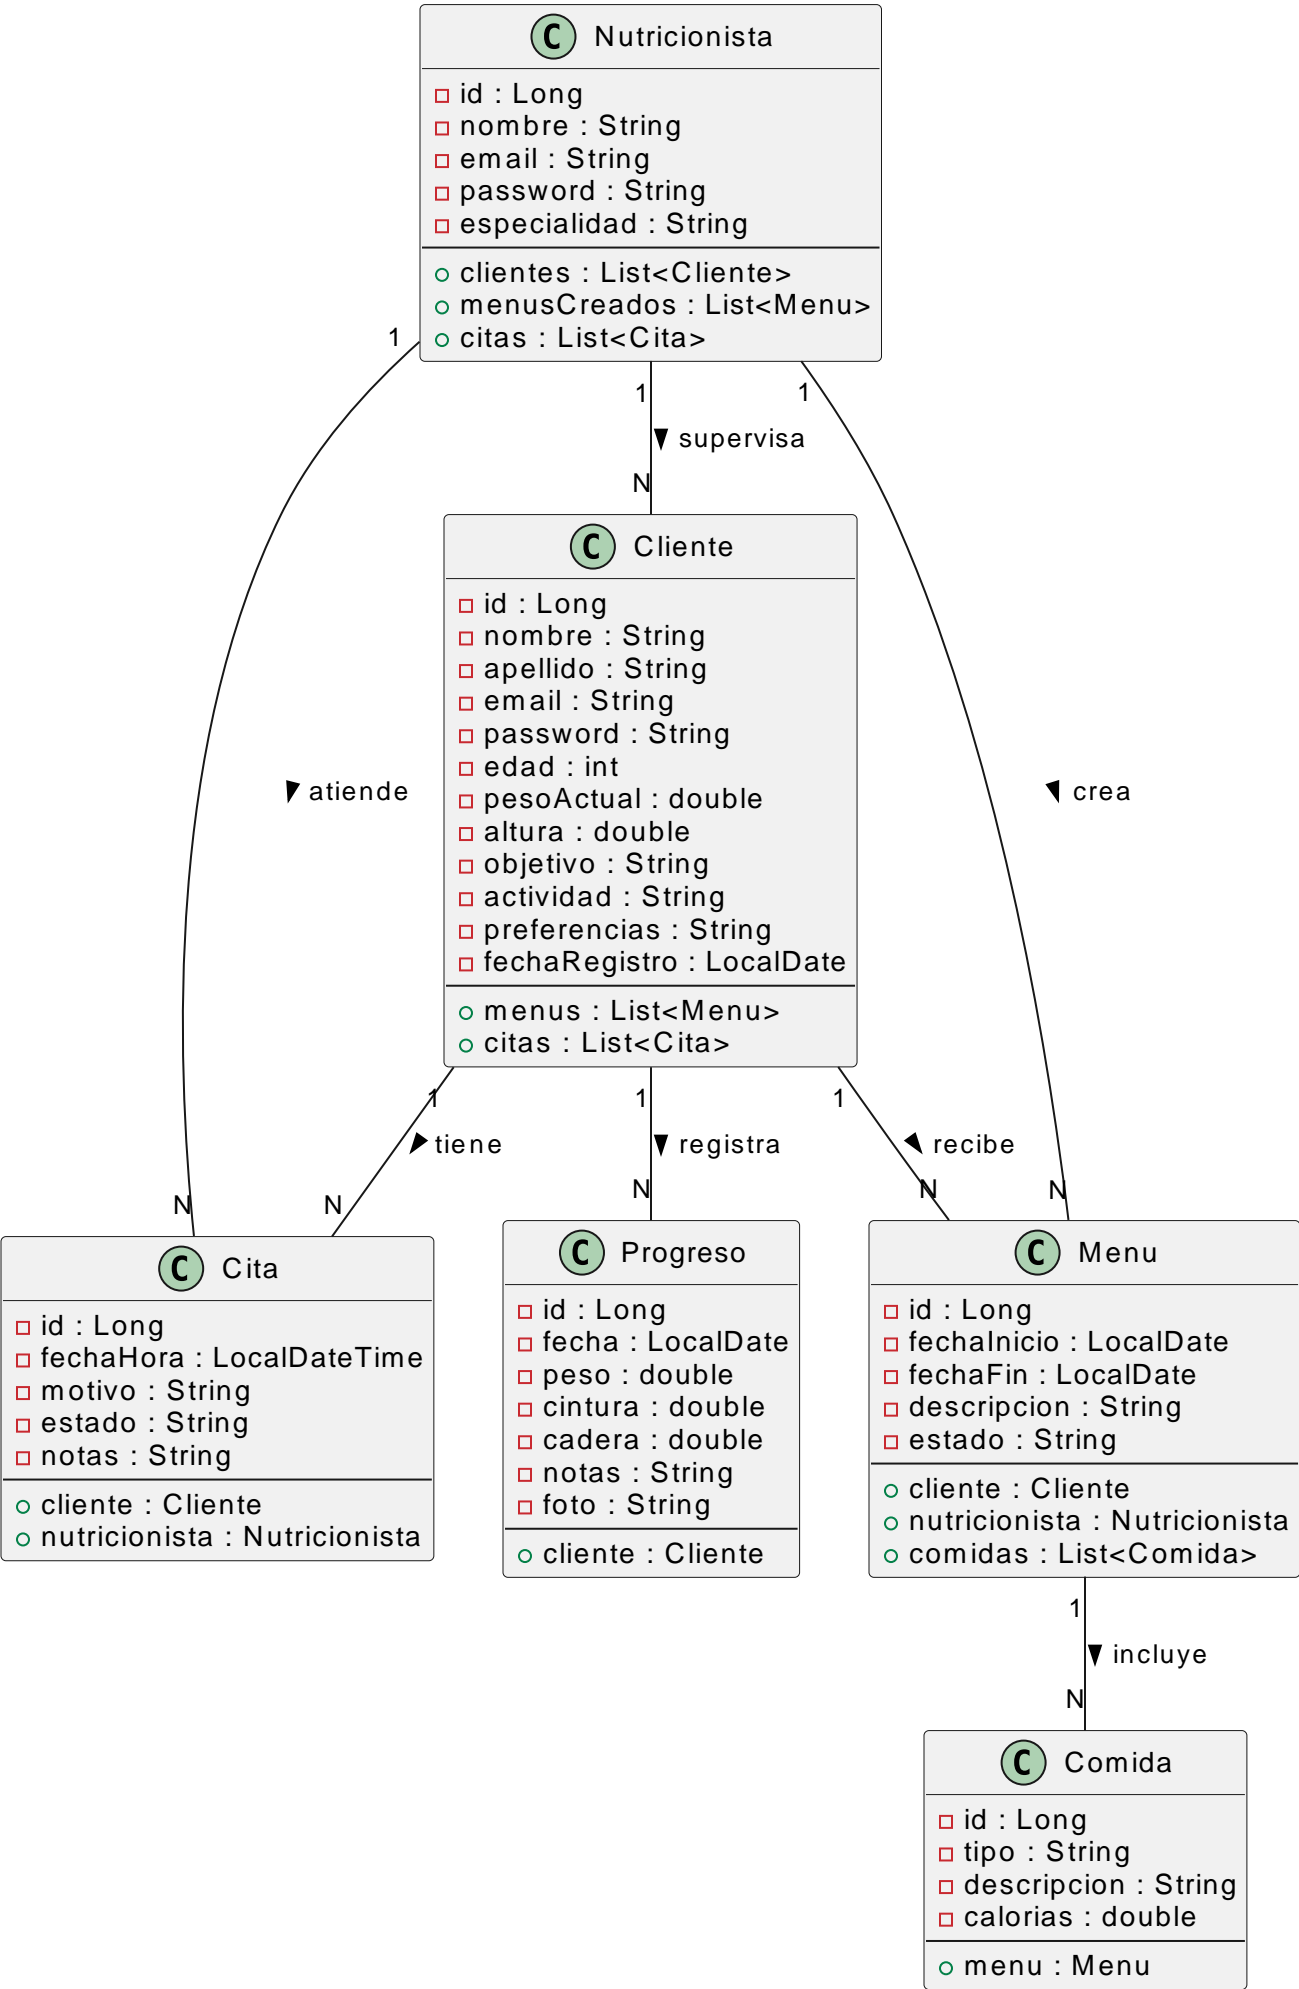 C Nutricionista
id : Long
nombre : String
email : String
password : String
especialidad : String
clientes : List<Cliente>
menusCreados : List<Menu>
citas : List<Cita>
1
1
1
supervisa
N
C Cliente
id : Long
nombre : String
apellido : String
email : String
password : String
edad : int
pesoActual : double
altura : double
objetivo : String
actividad : String
preferencias : String
fechaRegistro : LocalDate
menus : List<Menu>
citas : List<Cita>
atiende
crea
1
1
1
tiene
registra
recibe
N
N
N
N
N
C Cita
id : Long
fechaHora : LocalDateTime
motivo : String
estado : String
notas : String
cliente : Cliente
nutricionista : Nutricionista
C Progreso
id : Long
fecha : LocalDate
peso : double
cintura : double
cadera : double
notas : String
foto : String
cliente : Cliente
C Menu
id : Long
fechaInicio : LocalDate
fechaFin : LocalDate
descripcion : String
estado : String
cliente : Cliente
nutricionista : Nutricionista
comidas : List<Comida>
1
incluye
N
C Comida
id : Long
tipo : String
descripcion : String
calorias : double
menu : Menu